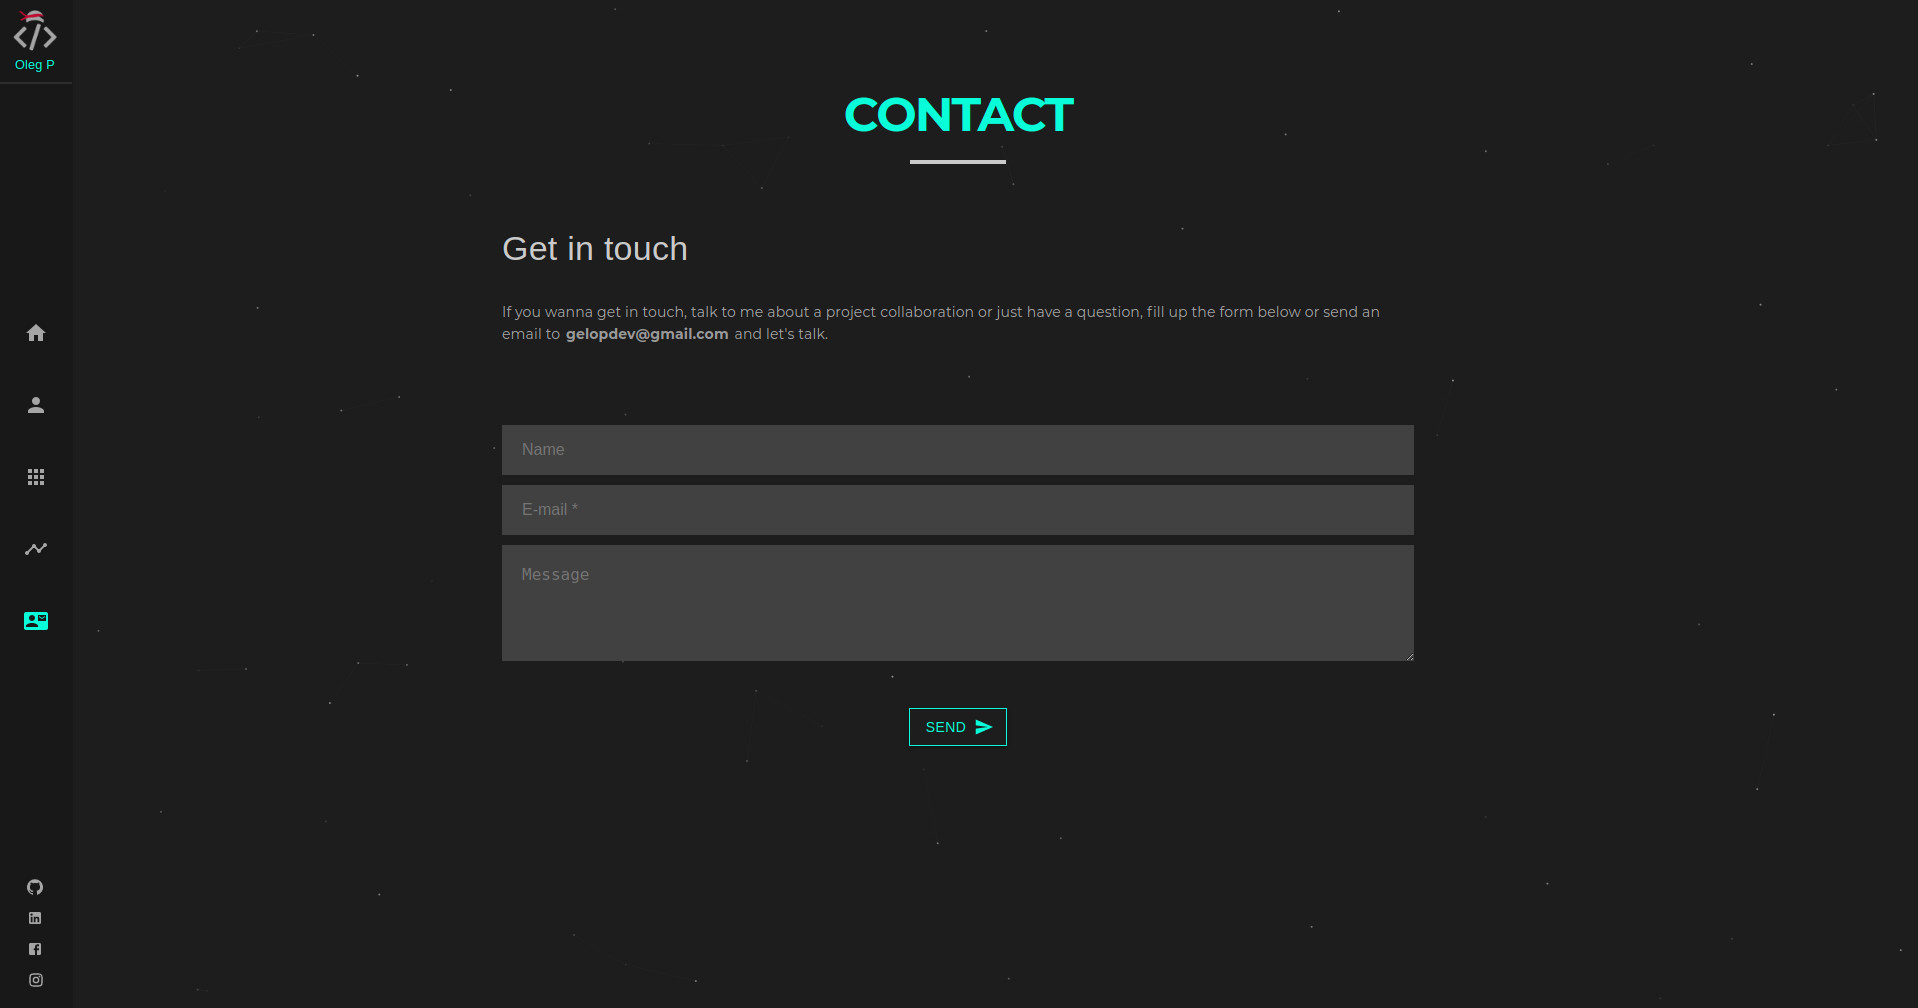 Oleg P
CONTACT
Get in touch
If you wanna get in touch, talk to me about a project collaboration or just have a question, fill up the form below or send an
email to gelopdev@gmail.com and let's talk.
Name
E-mail *
Message
SEND